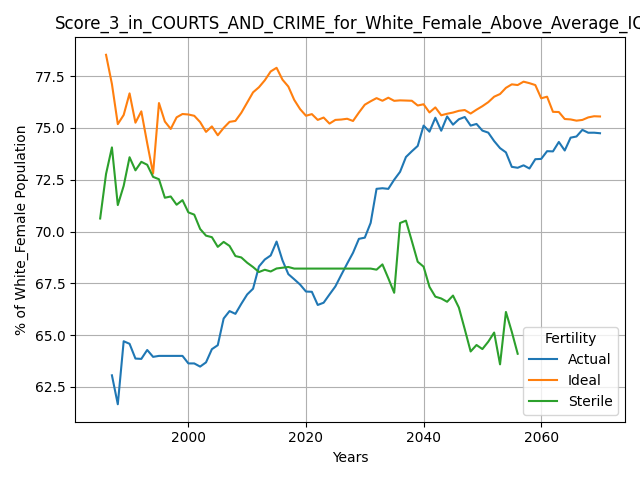 Score_3_in_COURTS_AND_CRIME_for_White_Female_Above_Average_IQ
% of White_Female Population
77.5
75.0
72.5
70.0
67.5
65.0
62.5
2000
2020
2040
2060
Years
Fertility
Actual
Ideal
Sterile